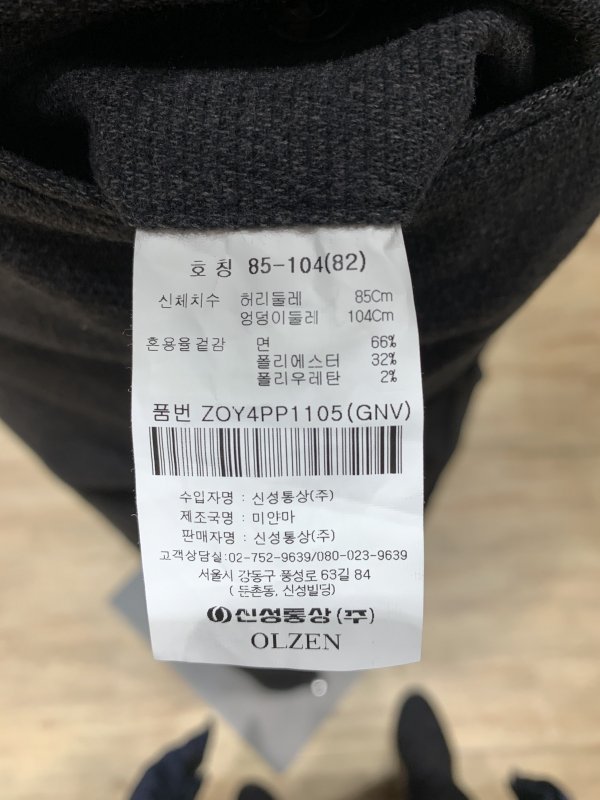 호칭 85-104(82)
신체치수 허리둘레 85Cm
엉덩이둘레 104Cm
혼용율 겉감 면 66%
폴리에스터 32%
폴리우레탄 2%
품번 ZOY4PP1105(GNV)
수입자명 : 신성통상(주)
제조국명 : 미얀마
판매자명 : 신성통상(주)
고객상담실:02-752-9639/080-023-9639
서울시 강동구 풍성로 63길 84
( 둔촌동, 신성빌딩)
신성통상(주)
OLZEN